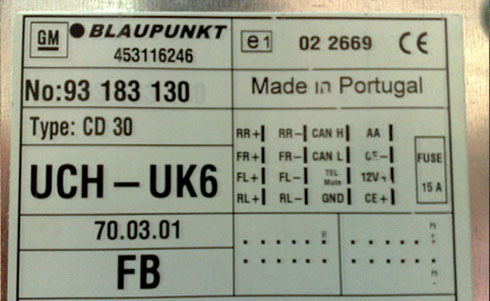 GM BLAUPUNKT
453116246
e1 02 2669 CE
No:93 183 130
Made in Portugal
Type: CD 30
UCH – UK6
70.03.01
FB
RR+ RR– CAN H AA
FR+ FR– CAN L CE–
FL+ FL– TEL Mute 12V
RL+ RL– GND CE+
FUSE
15 A